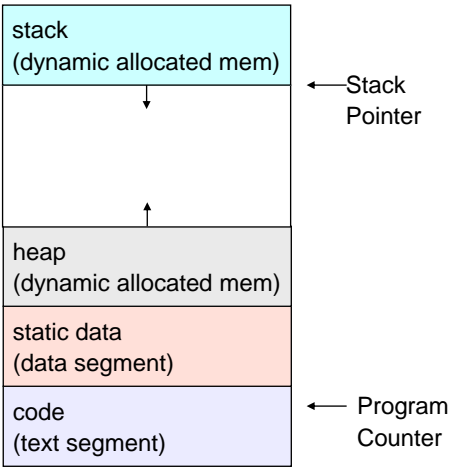 stack
(dynamic allocated mem)
Stack
Pointer
heap
(dynamic allocated mem)
static data
(data segment)
code
(text segment)
Program
Counter